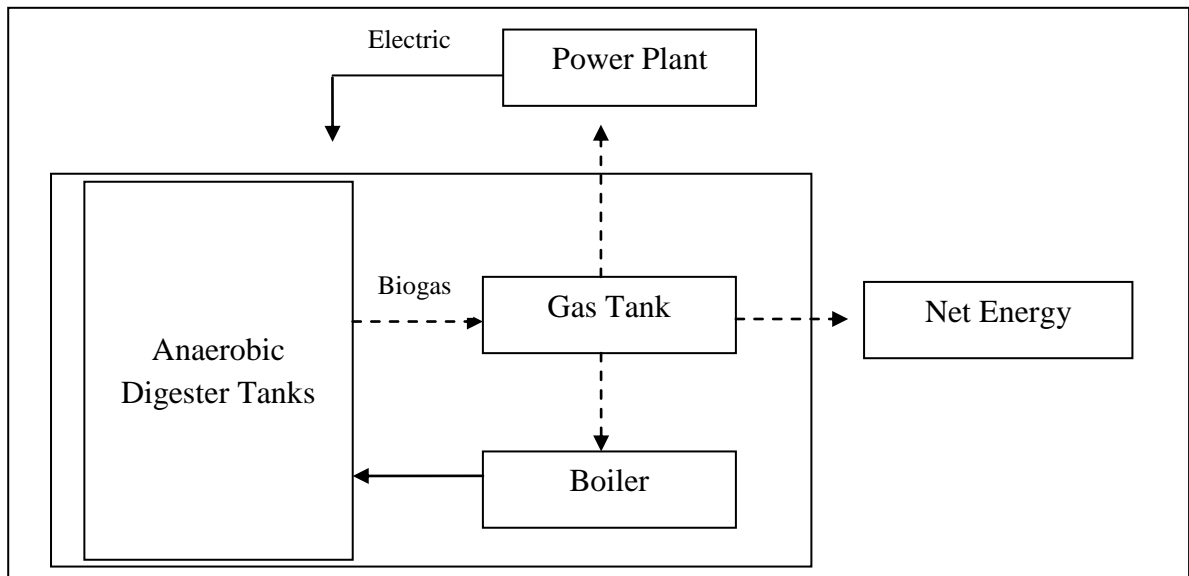 Electric
Power Plant
Biogas
Gas Tank
Net Energy
Anaerobic
Digester Tanks
Boiler